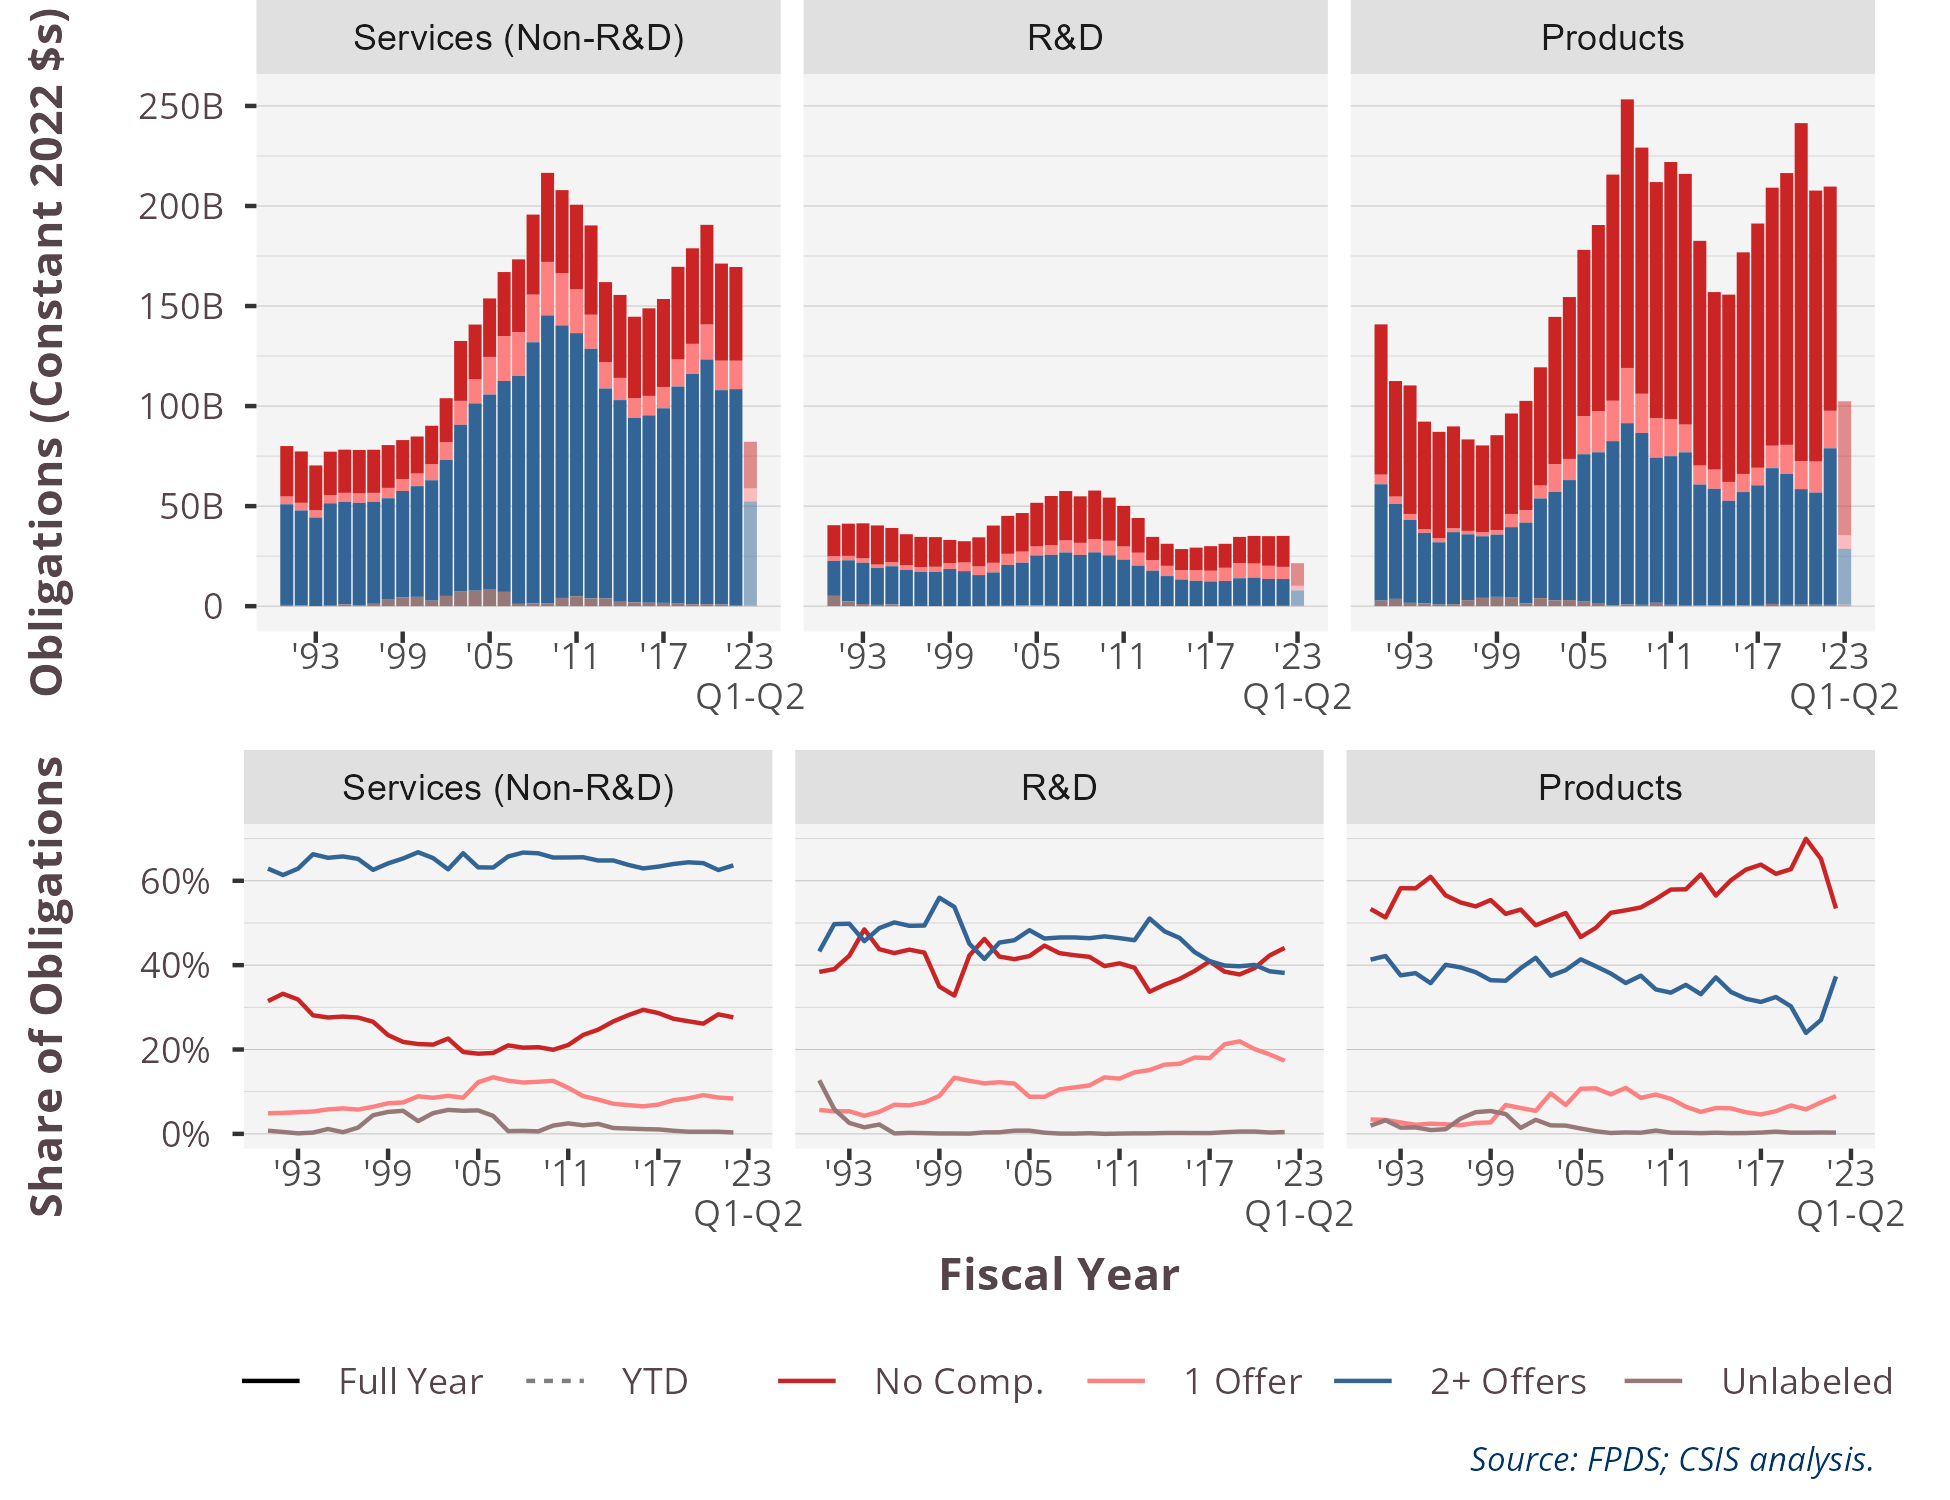 Obligations (Constant 2022 $s)
Services (Non-R&D)
R&D
Products
250B
200B
150B
100B
50B
0
'93 '99 '05 '11 '17 '23
Q1-Q2
'93 '99 '05 '11 '17 '23
Q1-Q2
'93 '99 '05 '11 '17 '23
Q1-Q2
Share of Obligations
Services (Non-R&D)
R&D
Products
60%
40%
20%
0%
'93 '99 '05 '11 '17 '23
Q1-Q2
'93 '99 '05 '11 '17 '23
Q1-Q2
'93 '99 '05 '11 '17 '23
Q1-Q2
Fiscal Year
Full Year YTD No Comp. 1 Offer 2+ Offers Unlabeled
Source: FPDS; CSIS analysis.